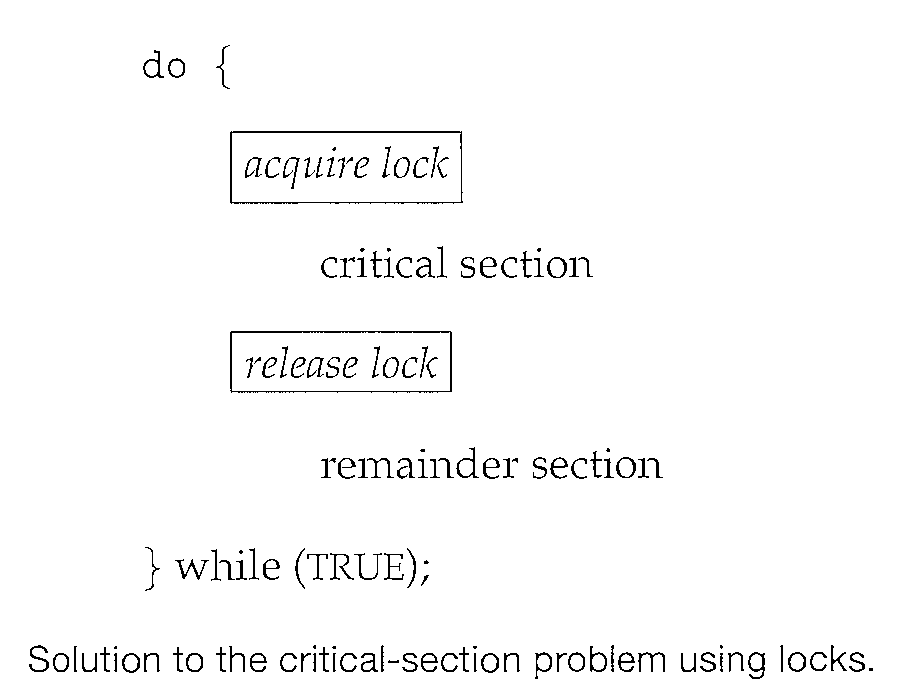 do {
acquire lock
critical section
release lock
remainder section
} while (TRUE);
Solution to the critical-section problem using locks.